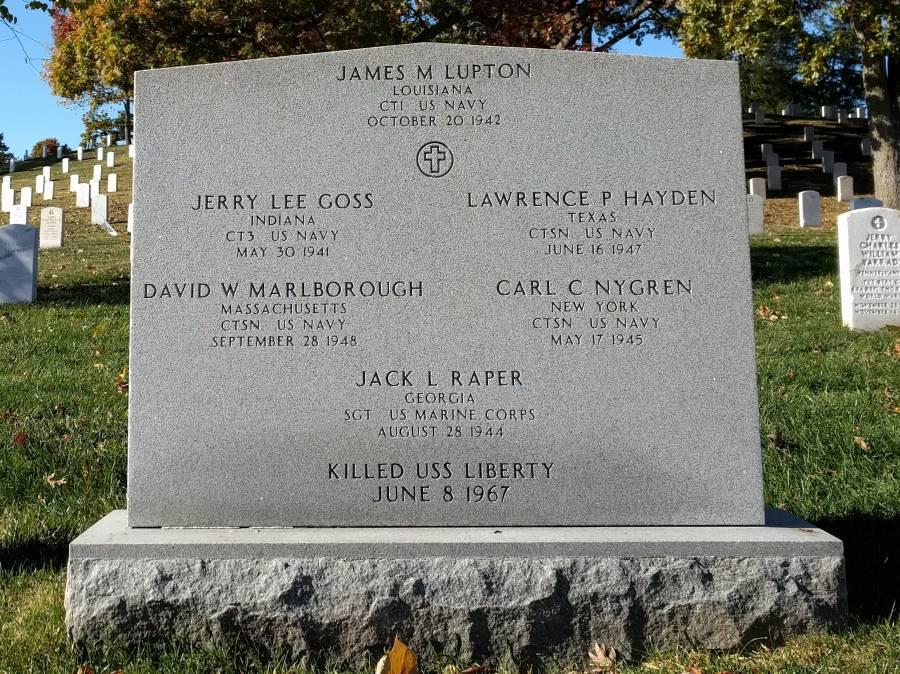 JAMES M LUPTON
LOUISIANA
CT1 US NAVY
OCTOBER 20 1942
JERRY LEE GOSS
INDIANA
CT3 US NAVY
MAY 30 1941
LAWRENCE P HAYDEN
TEXAS
CTSN US NAVY
JUNE 16 1947
DAVID W MARLBOROUGH
MASSACHUSETTS
CTSN US NAVY
SEPTEMBER 28 1948
CARL C NYGREN
NEW YORK
CTSN US NAVY
MAY 17 1945
JACK L RAPER
GEORGIA
SGT US MARINE CORPS
AUGUST 28 1944
KILLED USS LIBERTY
JUNE 8 1967
JERRY
CHARLES
WILLIAM